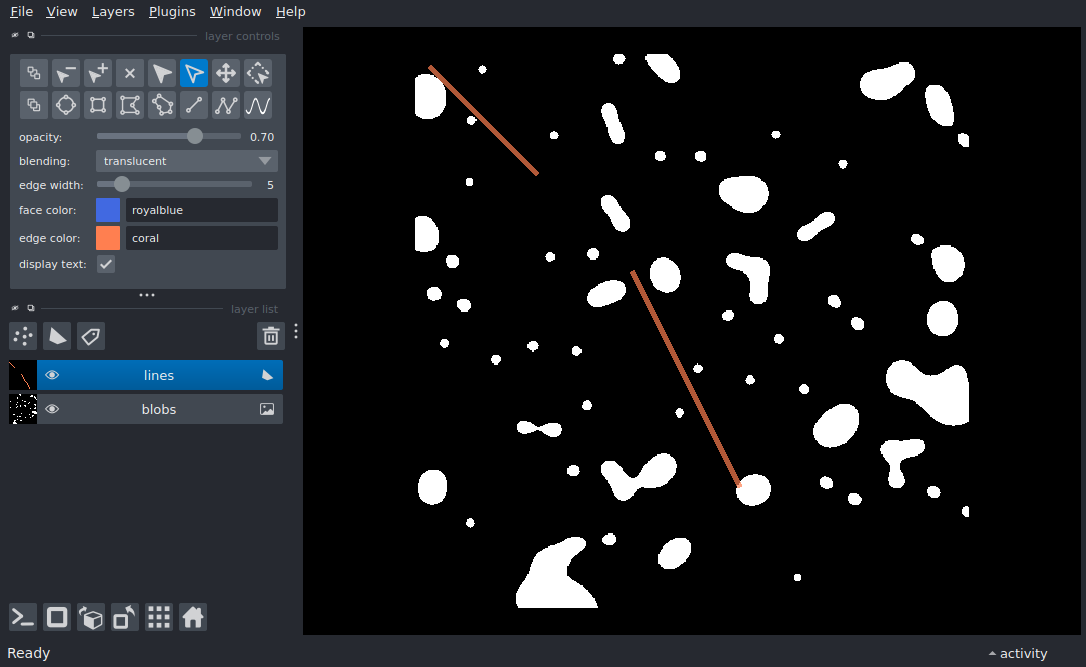 File View Layers Plugins Window Help
layer controls
opacity: 0.70
blending: translucent
edge width: 5
face color: royalblue
edge color: coral
display text:
layer list
lines
blobs
Ready
activity